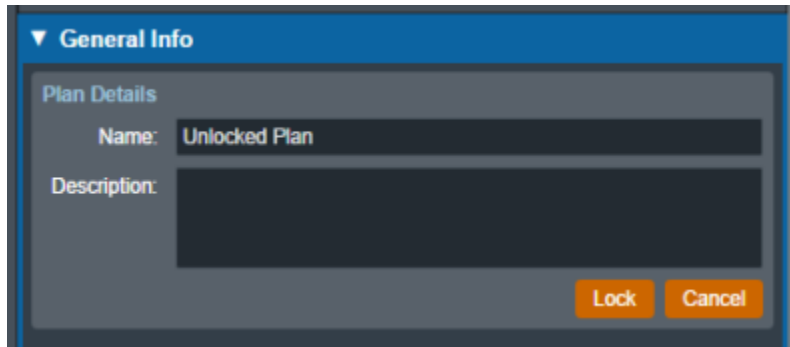 ▼ General Info
Plan Details
Name: Unlocked Plan
Description:
Lock Cancel